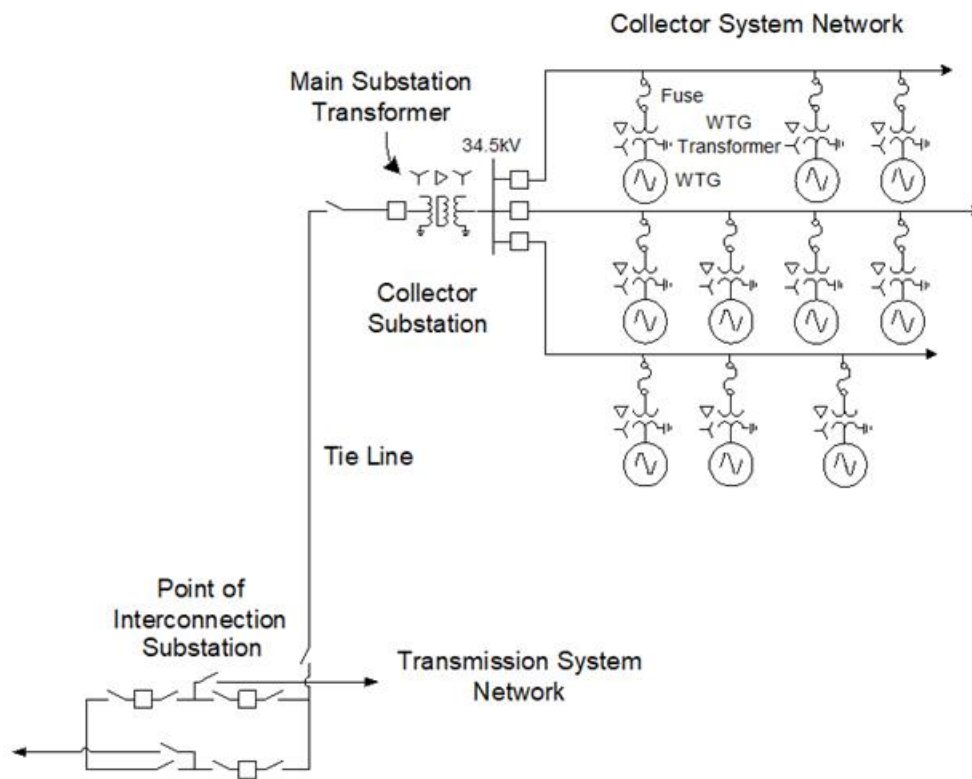 Collector System Network
Main Substation
Transformer
34.5kV
Fuse
WTG
Transformer
WTG
Collector
Substation
Tie Line
Point of
Interconnection
Substation
Transmission System
Network